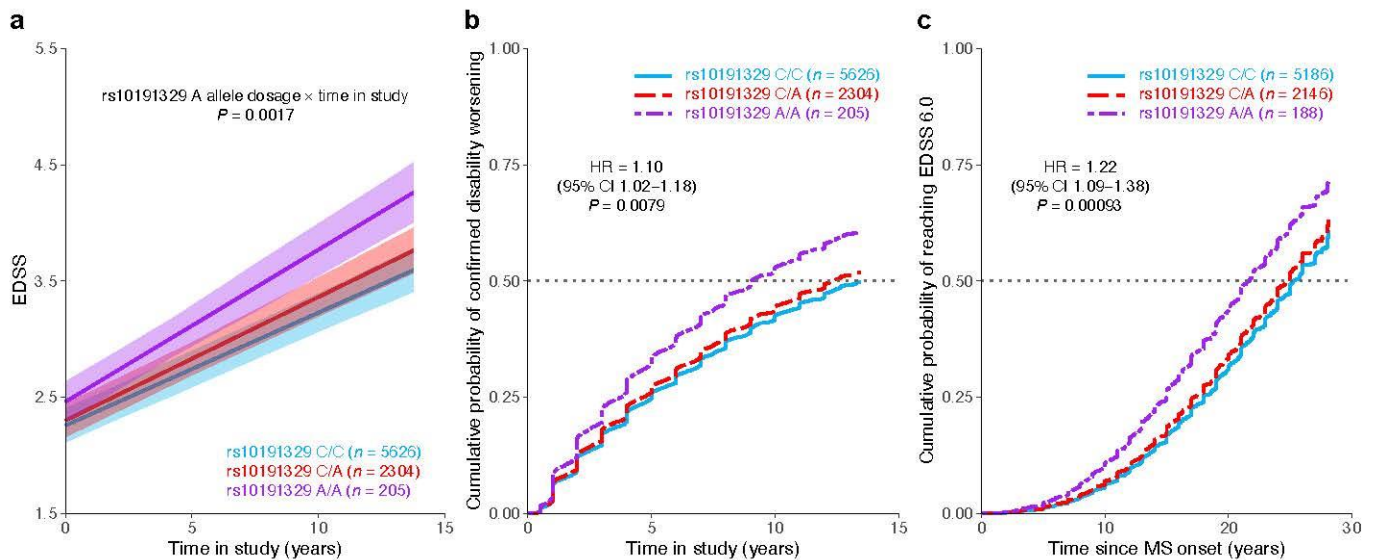 a
5.5
4.5
3.5
2.5
1.5
EDSS
rs10191329 A allele dosage × time in study
P = 0.0017
rs10191329 C/C (n = 5626)
rs10191329 C/A (n = 2304)
rs10191329 A/A (n = 205)
0
5
10
15
Time in study (years)
b
1.00
0.75
0.50
0.25
0.00
Cumulative probability of confirmed disability worsening
rs10191329 C/C (n = 5626)
rs10191329 C/A (n = 2304)
rs10191329 A/A (n = 205)
HR = 1.10
(95% CI 1.02–1.18)
P = 0.0079
0
5
10
15
Time in study (years)
c
1.00
0.75
0.50
0.25
0.00
Cumulative probability of reaching EDSS 6.0
rs10191329 C/C (n = 5186)
rs10191329 C/A (n = 2146)
rs10191329 A/A (n = 188)
HR = 1.22
(95% CI 1.09–1.38)
P = 0.00093
0
10
20
30
Time since MS onset (years)